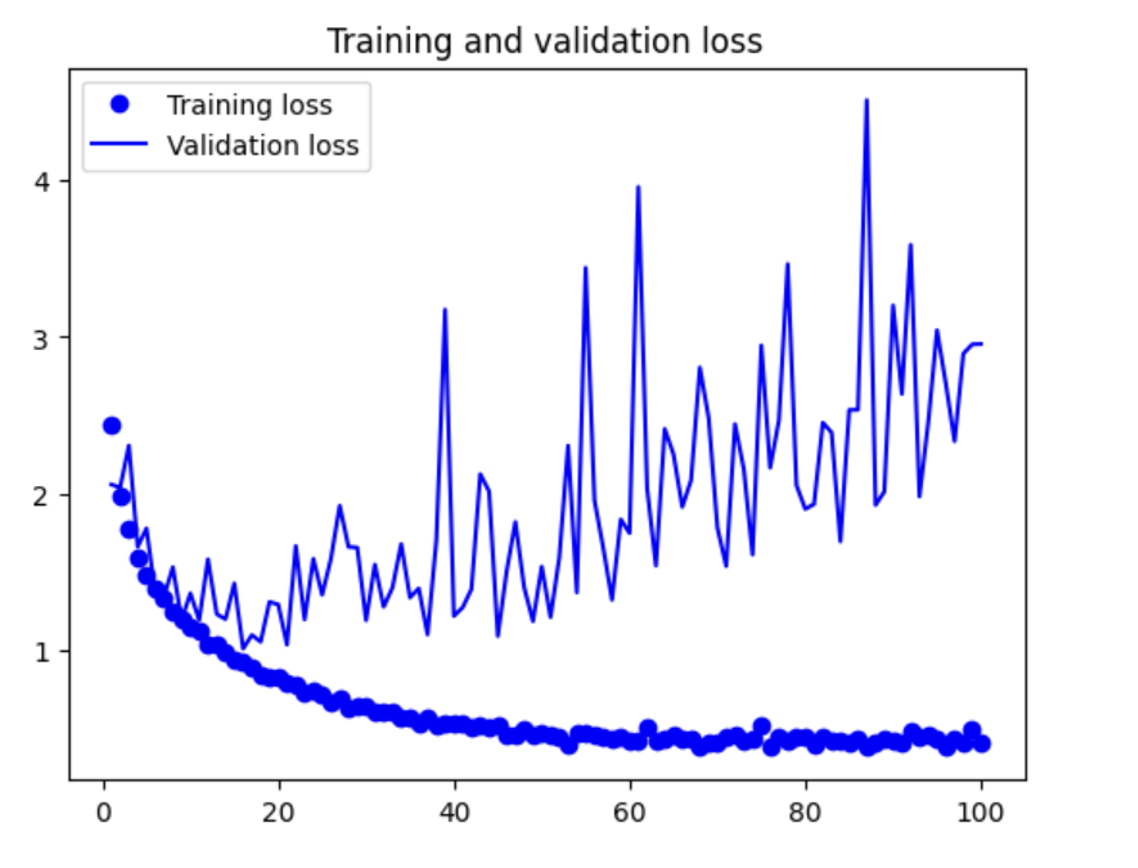 Training and validation loss
Training loss
Validation loss
4
3
2
1
0 20 40 60 80 100